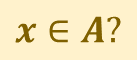 x ∈ A?